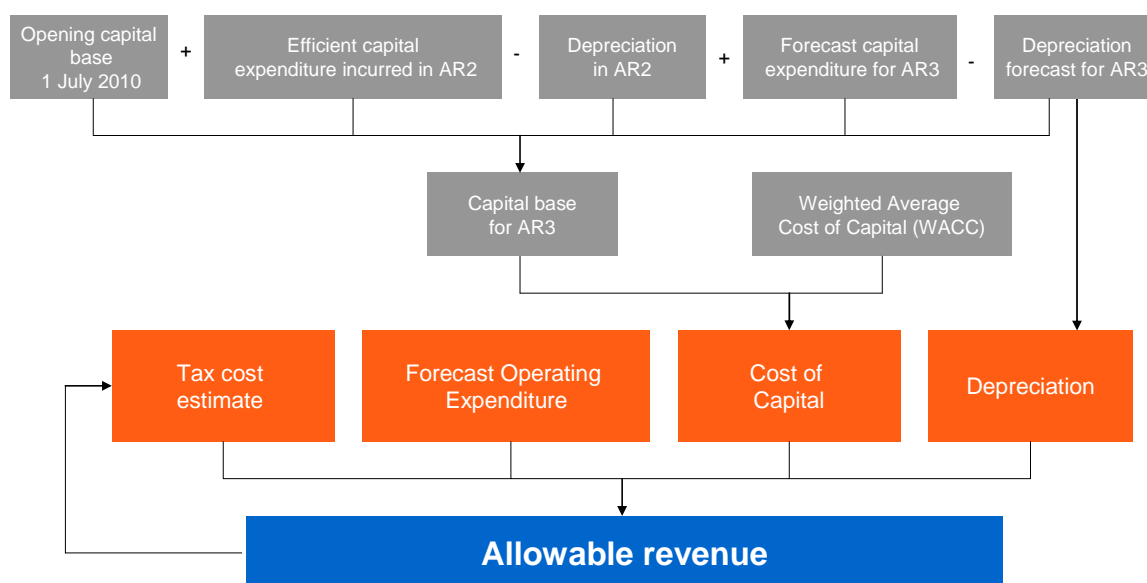 Opening capital
base
1 July 2010
+
Efficient capital
expenditure incurred in AR2
-
Depreciation
in AR2
+
Forecast capital
expenditure for AR3
-
Depreciation
forecast for AR3
Capital base
for AR3
Weighted Average
Cost of Capital (WACC)
Tax cost
estimate
Forecast Operating
Expenditure
Cost of
Capital
Depreciation
Allowable revenue